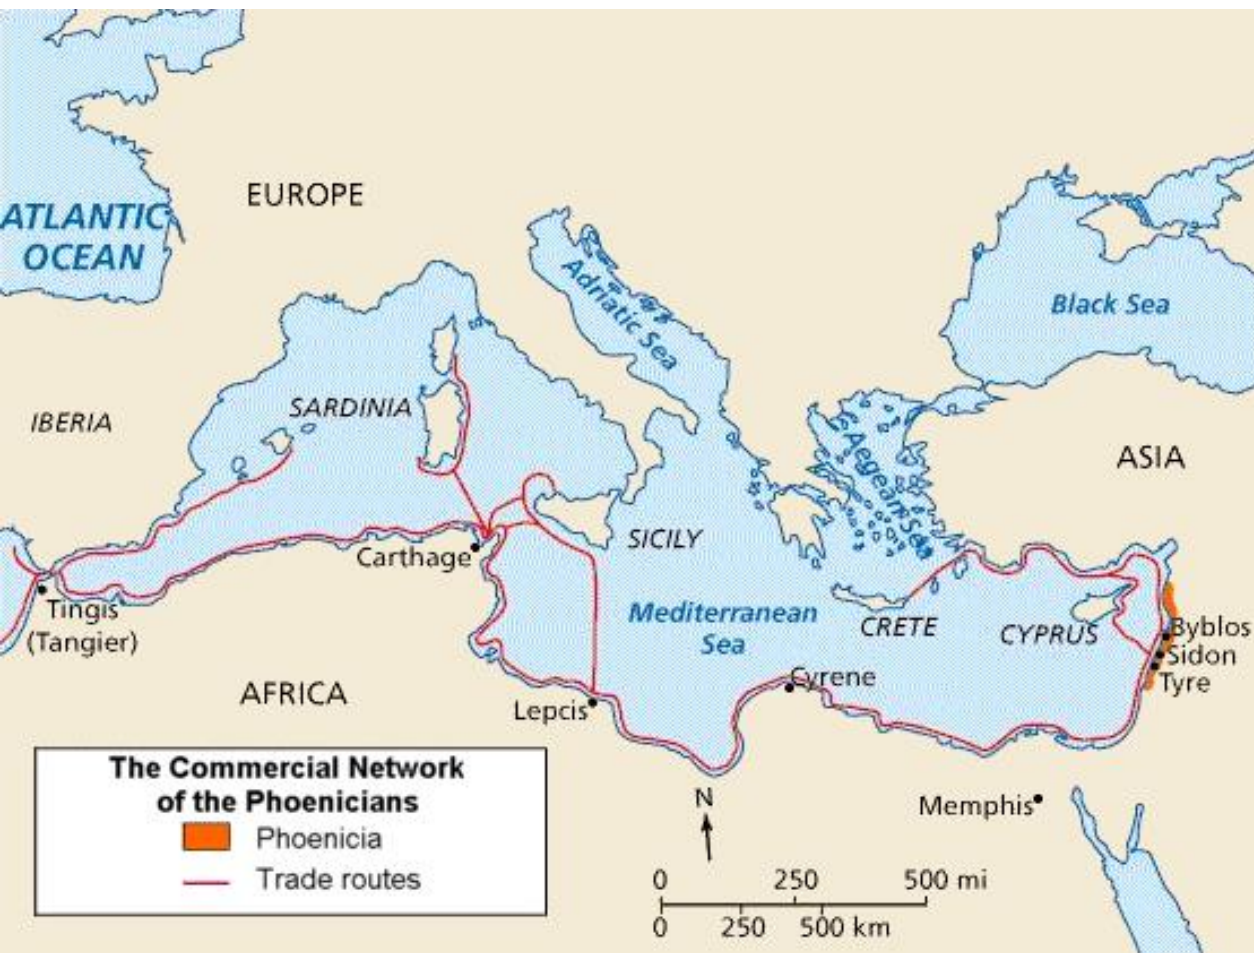 EUROPE
ATLANTIC
OCEAN
Adriatic Sea
Black Sea
IBERIA
SARDINIA
Aegean Sea
ASIA
SICILY
Carthage
Tingis
(Tangier)
Mediterranean
Sea
CRETE
CYPRUS
Byblos
Sidon
Tyre
AFRICA
Lepcis
Cyrene
The Commercial Network
of the Phoenicians
Phoenicia
Trade routes
N
Memphis
0 250 500 mi
0 250 500 km